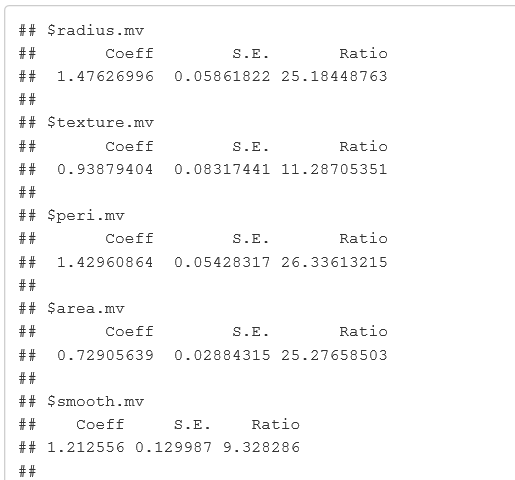 ## $radius.mv
##       Coeff        S.E.       Ratio
##  1.47626996  0.05861822 25.18448763
##
## $texture.mv
##       Coeff        S.E.       Ratio
##  0.93879404  0.08317441 11.28705351
##
## $peri.mv
##       Coeff        S.E.       Ratio
##  1.42960864  0.05428317 26.33613215
##
## $area.mv
##       Coeff        S.E.       Ratio
##  0.72905639  0.02884315 25.27658503
##
## $smooth.mv
##    Coeff     S.E.    Ratio
## 1.212556 0.129987 9.328286
##